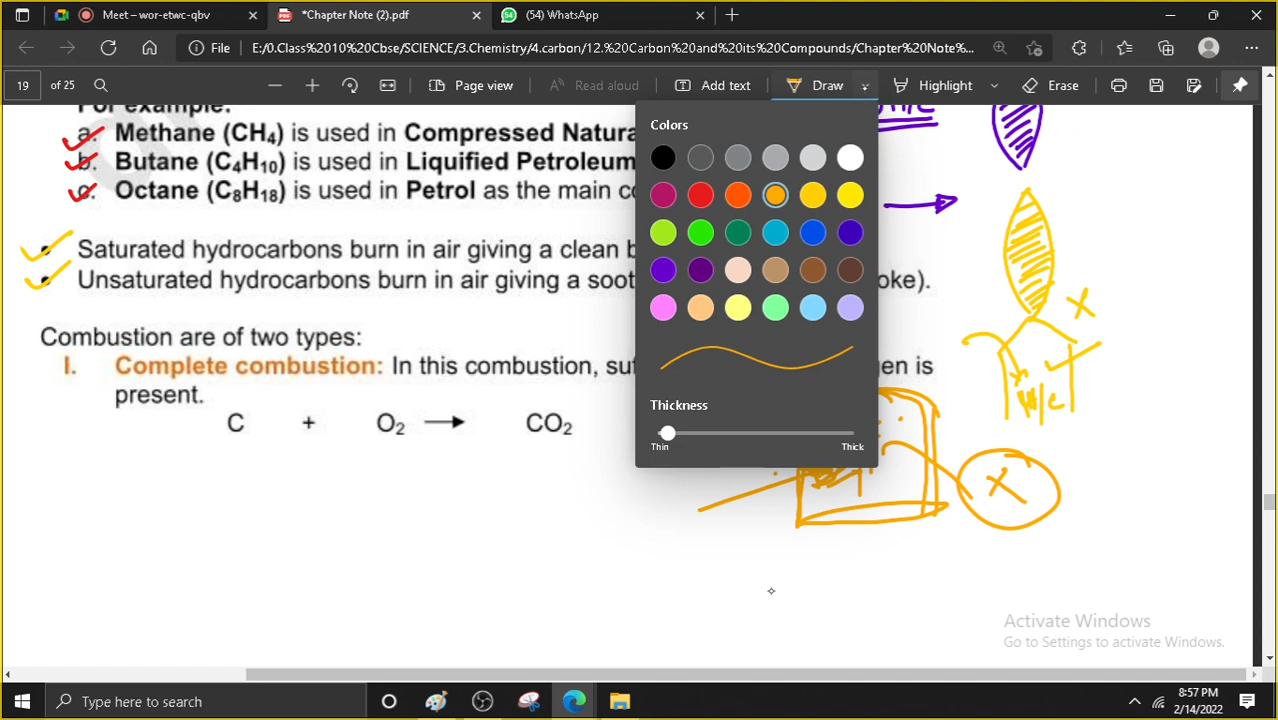 Meet – wor-etwc-qbv
*Chapter Note (2).pdf
(54) WhatsApp
File
E:/0.Class%2010%20Cbse/SCIENCE/3.Chemistry/4.carbon/12.%20Carbon%20and%20its%20Compounds/Chapter%20Note%...
19 of 25
Page view
Read aloud
Add text
Draw
Highlight
Erase
For example:
a. Methane (CH₄) is used in Compressed Natura
b. Butane (C₄H₁₀) is used in Liquified Petroleum
c. Octane (C₈H₁₈) is used in Petrol as the main co
Colors
Saturated hydrocarbons burn in air giving a clean b
Unsaturated hydrocarbons burn in air giving a soot oke).
Combustion are of two types:
I. Complete combustion: In this combustion, suf gen is
present.
C + O₂ → CO₂
Thickness
Thin Thick
X
X
Activate Windows
Go to Settings to activate Windows.
Type here to search
8:57 PM
2/14/2022